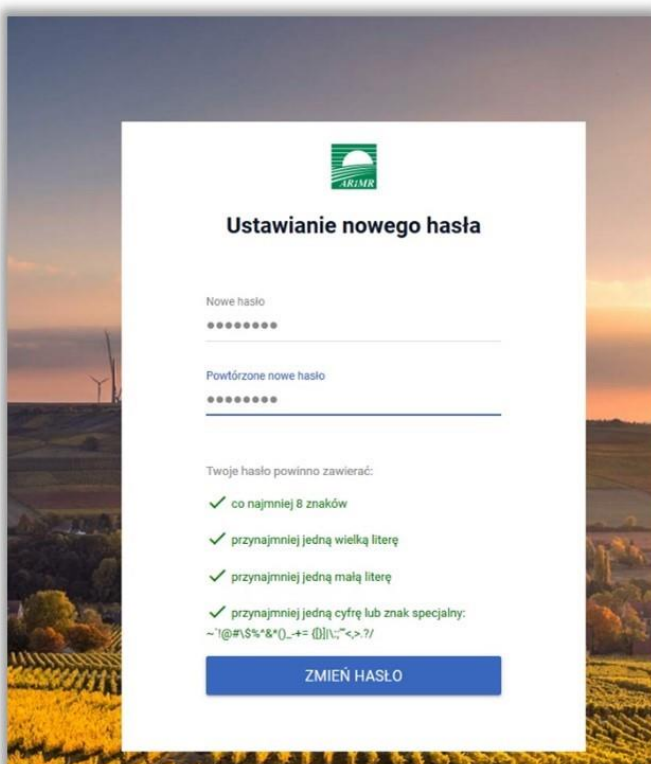 ARiMR
Ustawianie nowego hasła
Nowe hasło
••••••••
Powtórzone nowe hasło
••••••••
Twoje hasło powinno zawierać:
✓ co najmniej 8 znaków
✓ przynajmniej jedną wielką literę
✓ przynajmniej jedną małą literę
✓ przynajmniej jedną cyfrę lub znak specjalny:
~`!@#\$%^&*()_-+= {[}]|\:;"'<,>.?/
ZMIEŃ HASŁO